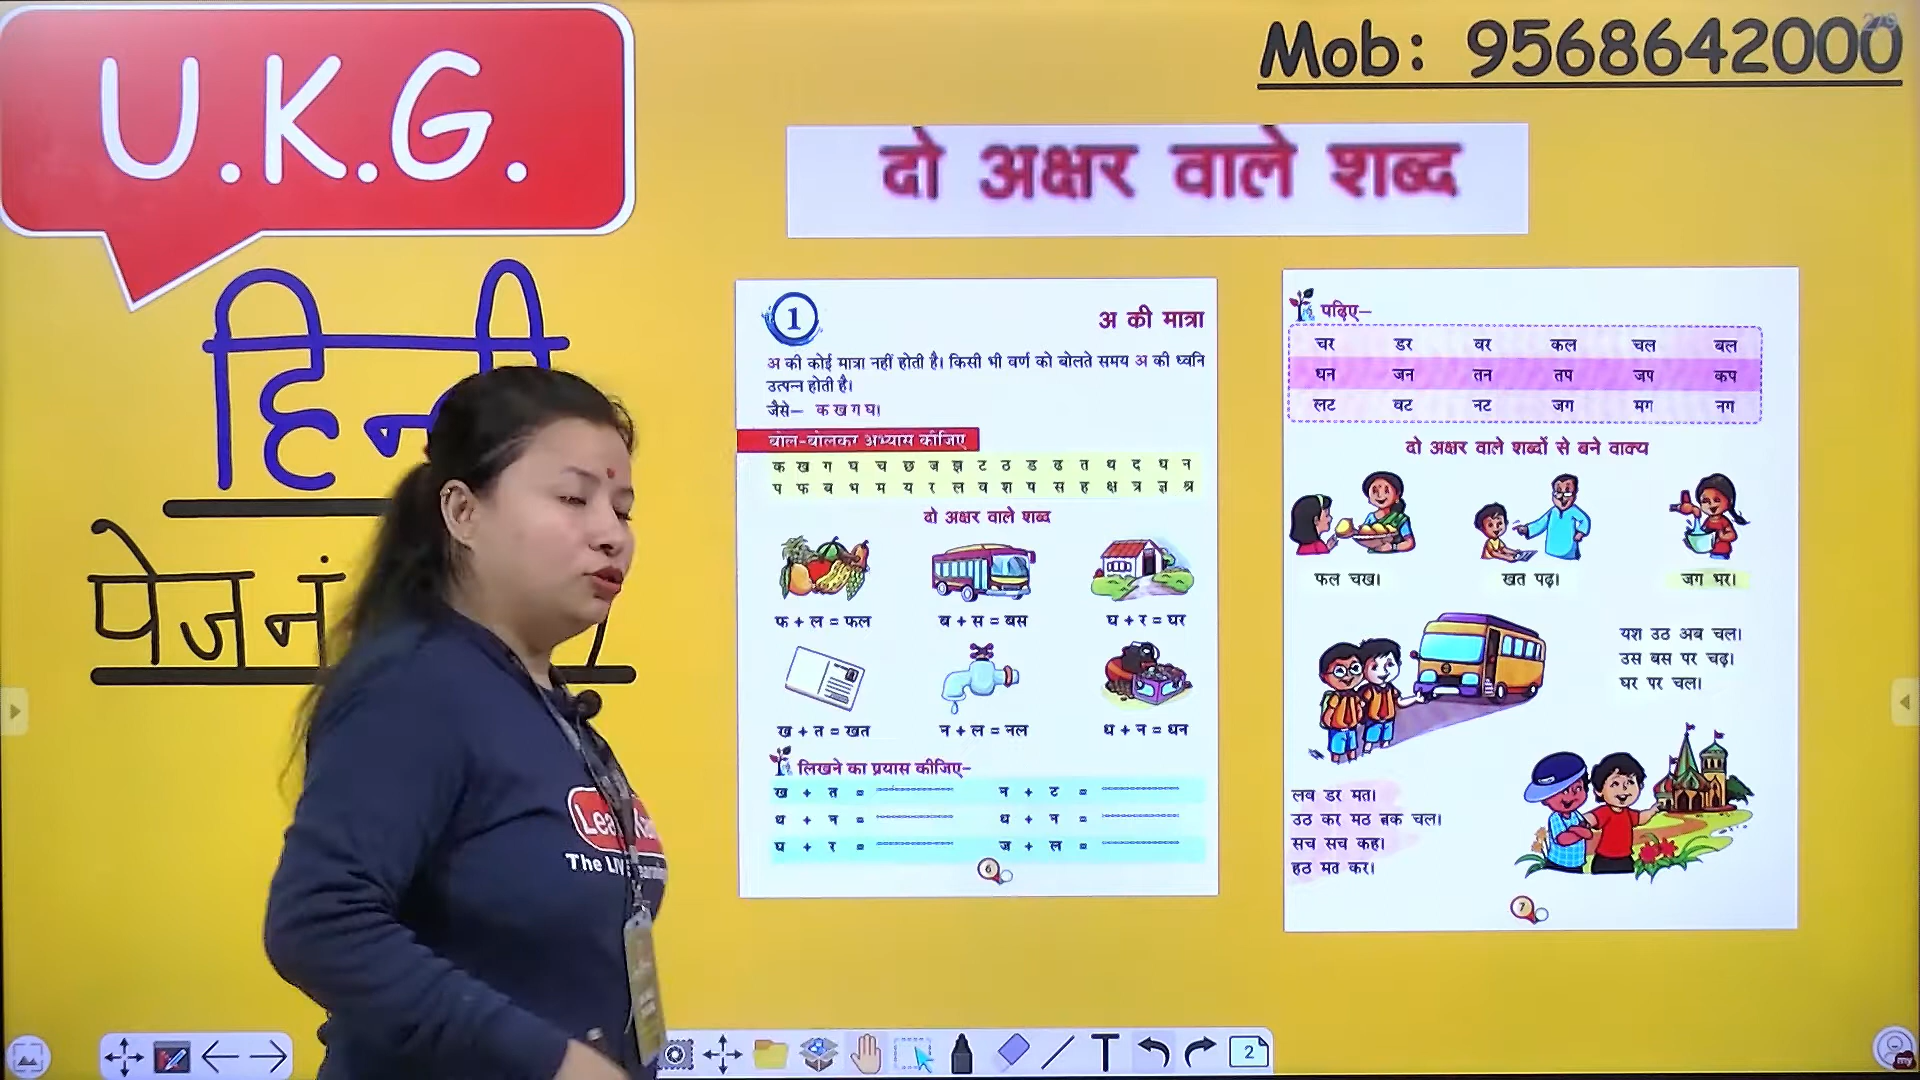 U.K.G.
Mob: 9568642000
2/9
दो अक्षर वाले शब्द
पेज नं
1
अ की मात्रा
अ की कोई मात्रा नहीं होती है। किसी भी वर्ण को बोलते समय अ की ध्वनि
उत्पन्न होती है।
जैसे– क ख ग घ।
बोल-बोलकर अभ्यास कीजिए
क ख ग घ च छ ज झ ट ठ ड ढ त थ द ध न
प फ ब भ म य र ल व श ष स ह क्ष त्र ज्ञ श्र
दो अक्षर वाले शब्द
फ + ल = फल
ब + स = बस
घ + र = घर
ख + त = खत
न + ल = नल
ध + न = धन
लिखने का प्रयास कीजिए–
ख + त =
न + ट =
ध + न =
ध + न =
घ + र =
ज + ल =
6
पढ़िए–
चर डर वर कल चल बल
धन जन तन तप जप कप
लट वट नट जग मग नग
दो अक्षर वाले शब्दों से बने वाक्य
फल चख।
खत पढ़।
जग भर।
यश उठ अब चल।
उस बस पर चढ़।
घर पर चल।
लव डर मत।
उठ कर मठ तक चल।
सच सच कह।
हठ मत कर।
7
The LIV
2